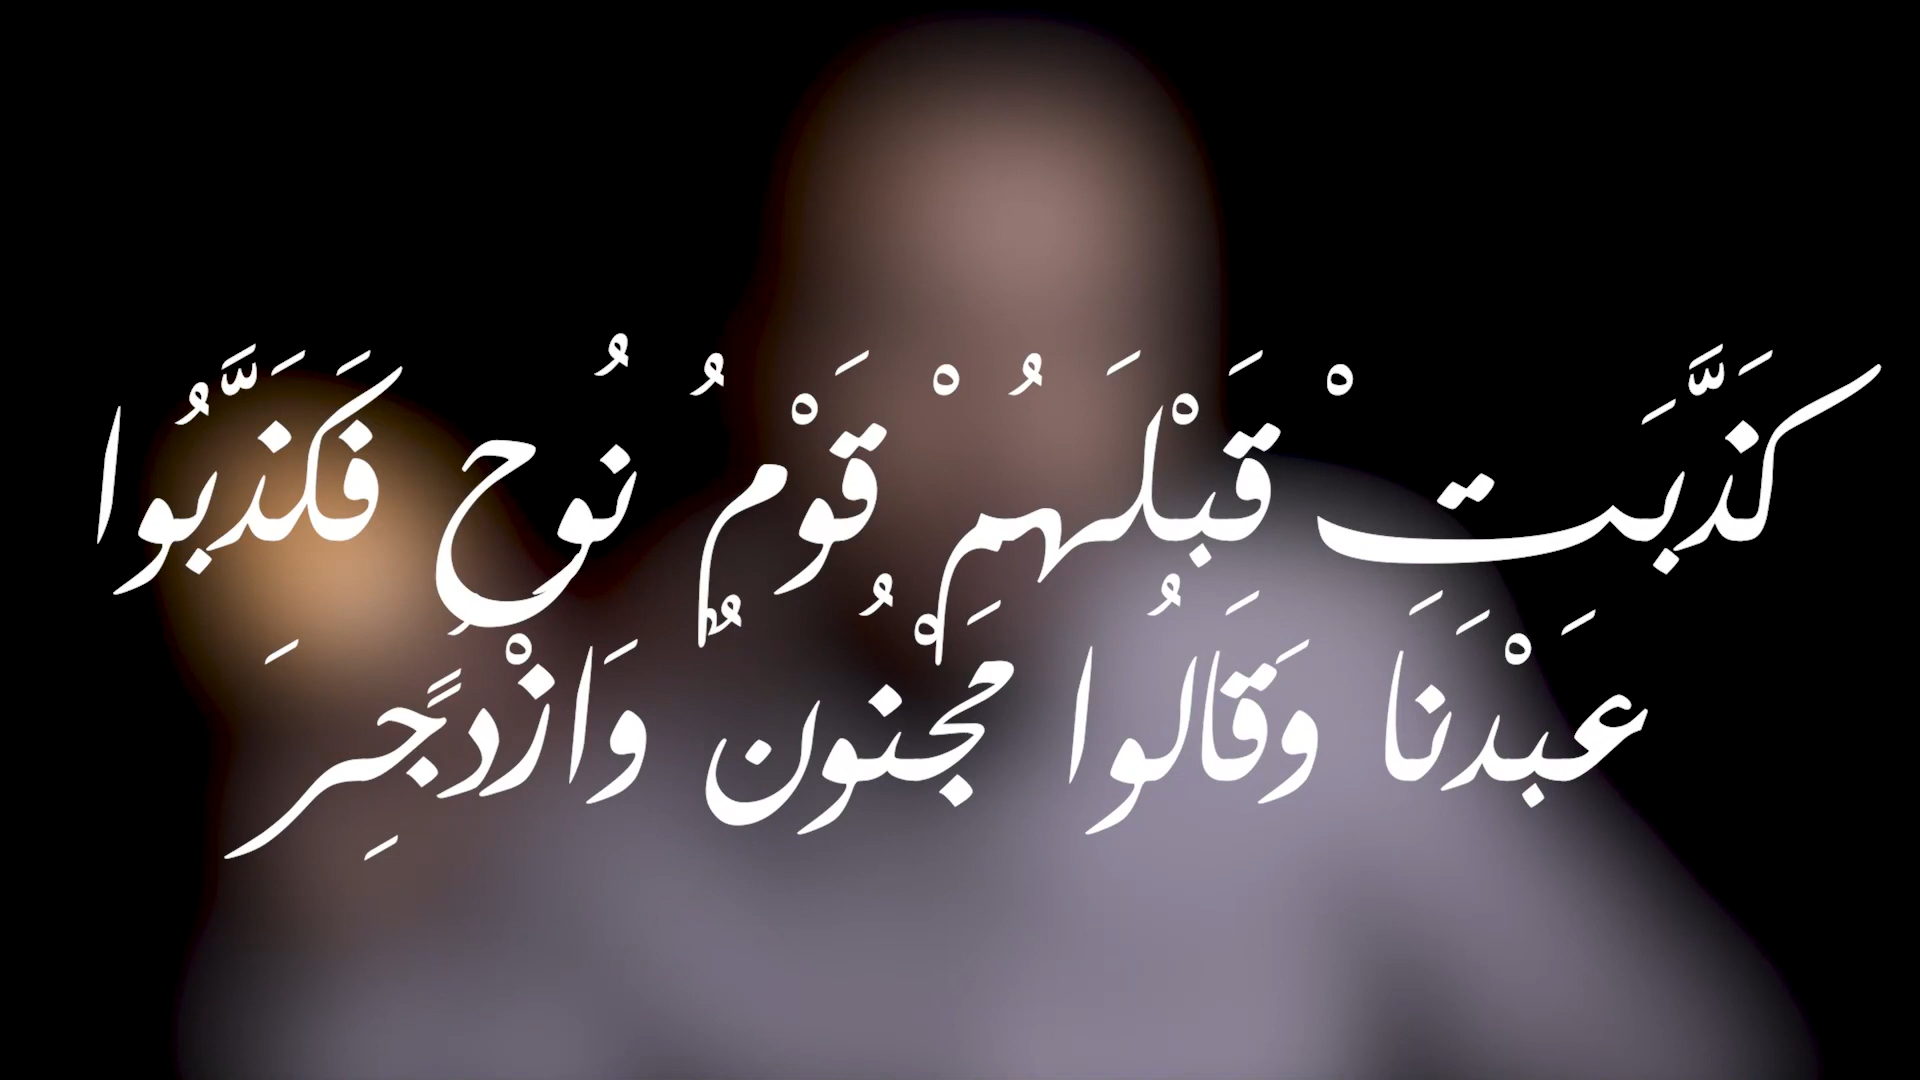 كَذَّبَتْ قَبْلَهُمْ قَوْمُ نُوحٍ فَكَذَّبُوا
عَبْدَنَا وَقَالُوا مَجْنُونٌ وَازْدُجِرَ